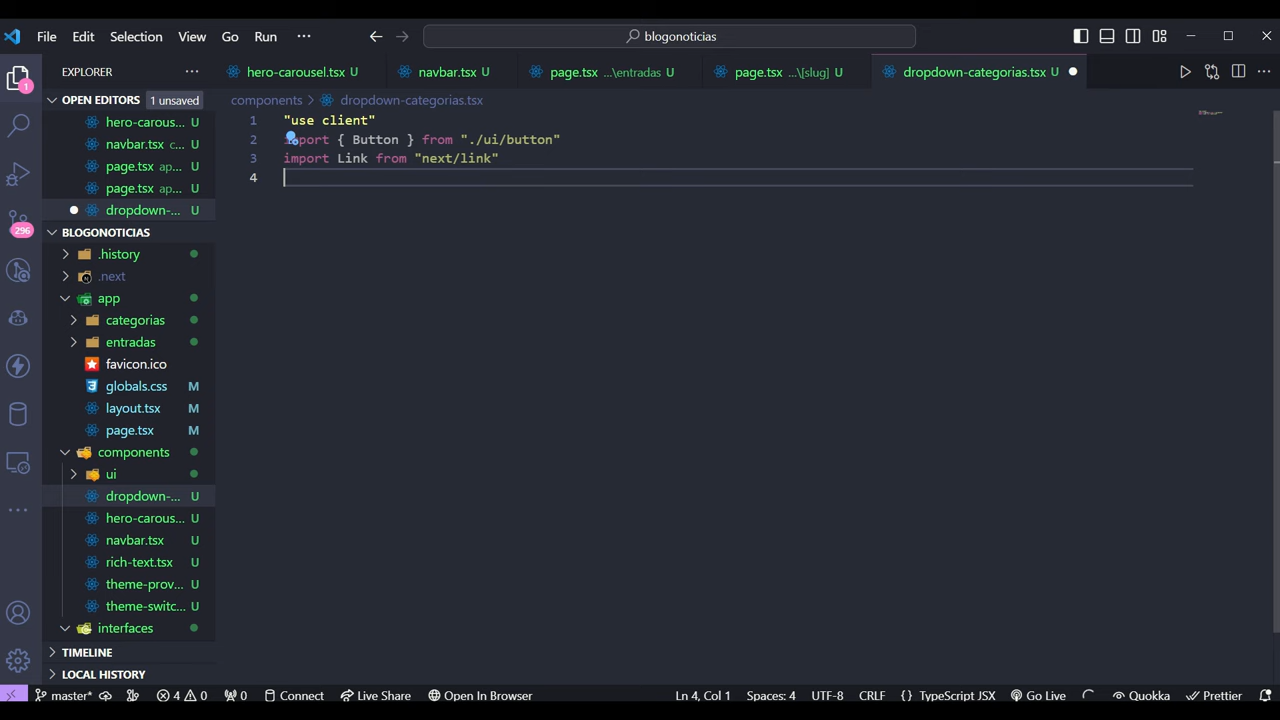 File Edit Selection View Go Run ··· blogonoticias
EXPLORER ···
hero-carousel.tsx U navbar.tsx U page.tsx ...\entradas U page.tsx ...\[slug] U dropdown-categorias.tsx U
OPEN EDITORS 1 unsaved
hero-carous... U
navbar.tsx c... U
page.tsx ap... U
page.tsx ap... U
dropdown-... U
BLOGONOTICIAS
.history
.next
app
categorias
entradas
favicon.ico
globals.css M
layout.tsx M
page.tsx M
components
ui
dropdown-... U
hero-carous... U
navbar.tsx U
rich-text.tsx U
theme-prov... U
theme-switc... U
interfaces
TIMELINE
LOCAL HISTORY
1
296
components > dropdown-categorias.tsx
1 "use client"
2 import { Button } from "./ui/button"
3 import Link from "next/link"
4
master* 4 0 0 Connect Live Share Open In Browser Ln 4, Col 1 Spaces: 4 UTF-8 CRLF {} TypeScript JSX Go Live Quokka Prettier